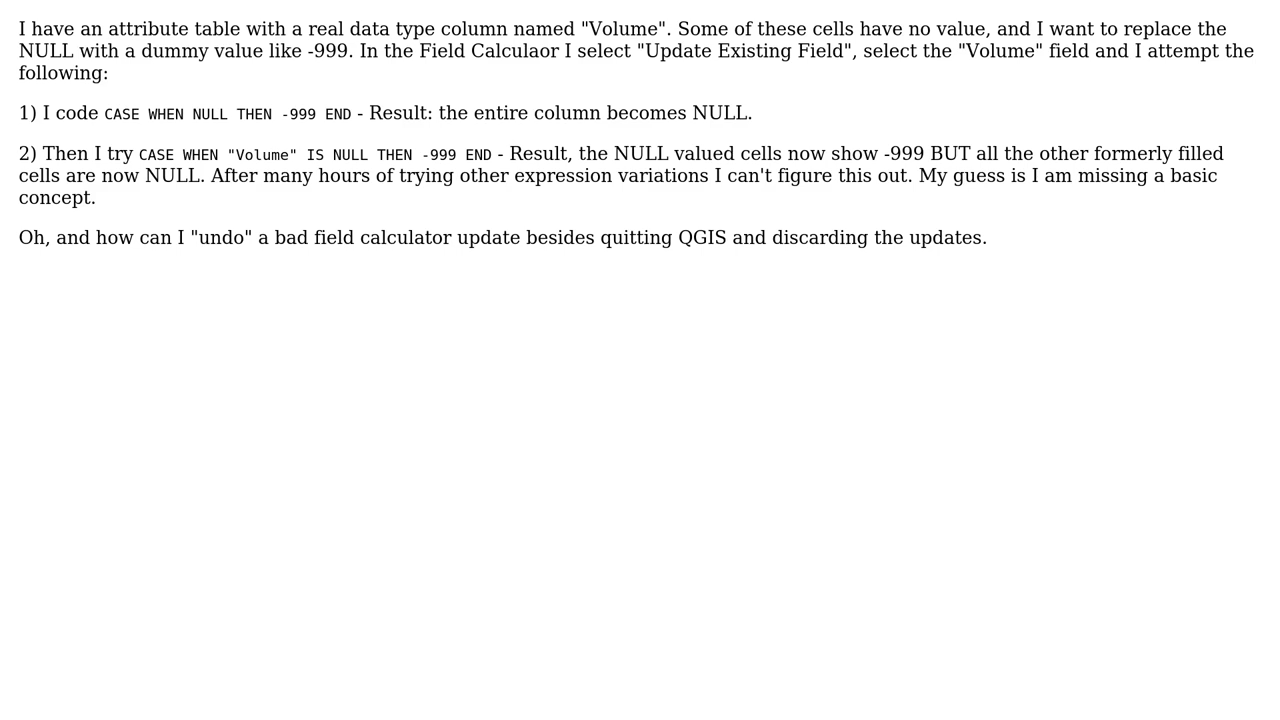 I have an attribute table with a real data type column named "Volume". Some of these cells have no value, and I want to replace the
NULL with a dummy value like -999. In the Field Calculaor I select "Update Existing Field", select the "Volume" field and I attempt the
following:
1) I code CASE WHEN NULL THEN -999 END - Result: the entire column becomes NULL.
2) Then I try CASE WHEN "Volume" IS NULL THEN -999 END - Result, the NULL valued cells now show -999 BUT all the other formerly filled
cells are now NULL. After many hours of trying other expression variations I can't figure this out. My guess is I am missing a basic
concept.
Oh, and how can I "undo" a bad field calculator update besides quitting QGIS and discarding the updates.